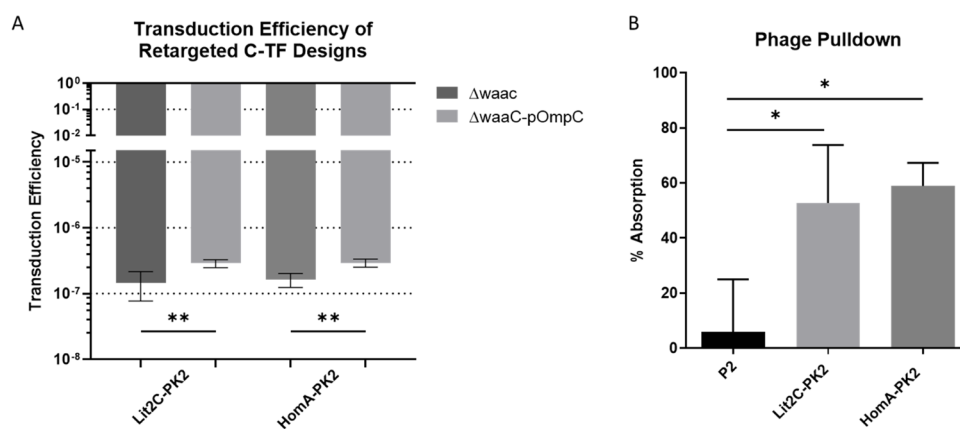 A
Transduction Efficiency of
Retargeted C-TF Designs
Transduction Efficiency
10⁰
10⁻¹
10⁻²
10⁻⁵
10⁻⁶
10⁻⁷
10⁻⁸
**
**
Lit2C-PK2
HomA-PK2
Δwaac
ΔwaaC-pOmpC
B
Phage Pulldown
% Absorption
100
80
60
40
20
0
*
*
P2
Lit2C-PK2
HomA-PK2